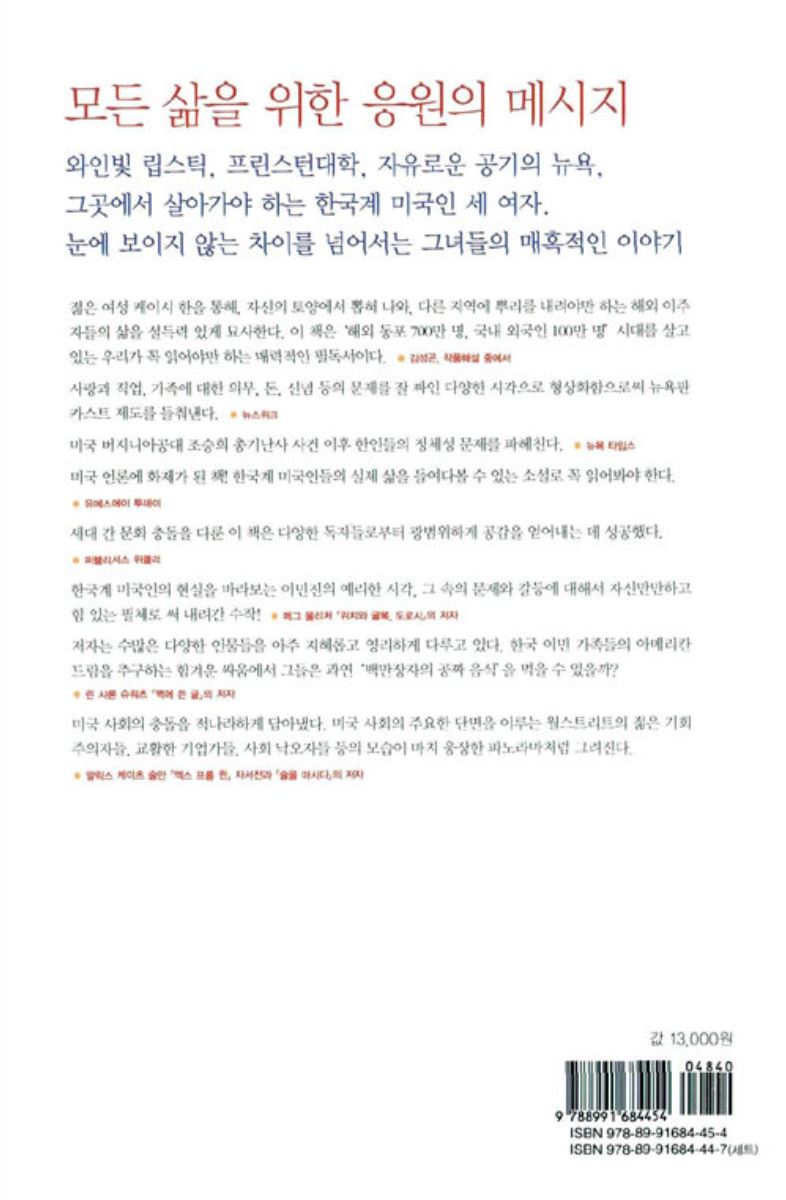 모든 삶을 위한 응원의 메시지
와인빛 립스틱, 프린스턴대학, 자유로운 공기의 뉴욕,
그곳에서 살아가야 하는 한국계 미국인 세 여자.
눈에 보이지 않는 차이를 넘어서는 그녀들의 매혹적인 이야기
젊은 여성 케이시 한을 통해, 자신의 토양에서 뽑혀 나와, 다른 지역에 뿌리를 내려야만 하는 해외 이주
자들의 삶을 설득력 있게 묘사한다. 이 책은 '해외 동포 700만 명, 국내 외국인 100만 명' 시대를 살고
있는 우리가 꼭 읽어야만 하는 매력적인 필독서이다. ● 김성곤, 작품해설 중에서
사랑과 직업, 가족에 대한 의무, 돈, 신념 등의 문제를 잘 짜인 다양한 시각으로 형상화함으로써 뉴욕판
카스트 제도를 들춰낸다. ● 뉴스위크
미국 버지니아공대 조승희 총기난사 사건 이후 한인들의 정체성 문제를 파헤친다. ● 뉴욕 타임스
미국 언론에 화제가 된 책! 한국계 미국인들의 실제 삶을 들여다볼 수 있는 소설로 꼭 읽어봐야 한다.
● 유에스에이 투데이
세대 간 문화 충돌을 다룬 이 책은 다양한 독자들로부터 광범위하게 공감을 얻어내는 데 성공했다.
● 퍼블리셔스 위클리
한국계 미국인의 현실을 바라보는 이민진의 예리한 시각, 그 속의 문제와 갈등에 대해서 자신만만하고
힘 있는 필체로 써 내려간 수작! ● 메그 울리처 「위치와 굴복, 도로시」의 저자
저자는 수많은 다양한 인물들을 아주 지혜롭고 영리하게 다루고 있다. 한국 이민 가족들의 아메리칸
드림을 추구하는 힘겨운 싸움에서 그들은 과연 '백만장자의 공짜 음식'을 먹을 수 있을까?
● 린 샤론 슈워츠 「벽에 쓴 글」의 저자
미국 사회의 충돌을 적나라하게 담아냈다. 미국 사회의 주요한 단면을 이루는 월스트리트의 젊은 기회
주의자들, 교활한 기업가들, 사회 낙오자들 등의 모습이 마치 웅장한 파노라마처럼 그려진다.
● 알릭스 케이츠 슐만 「엑스 프롬 퀸」 자서전과 「술을 마시다」의 저자
값 13,000원
04840
9 788991 684454
ISBN 978-89-91684-45-4
ISBN 978-89-91684-44-7(세트)